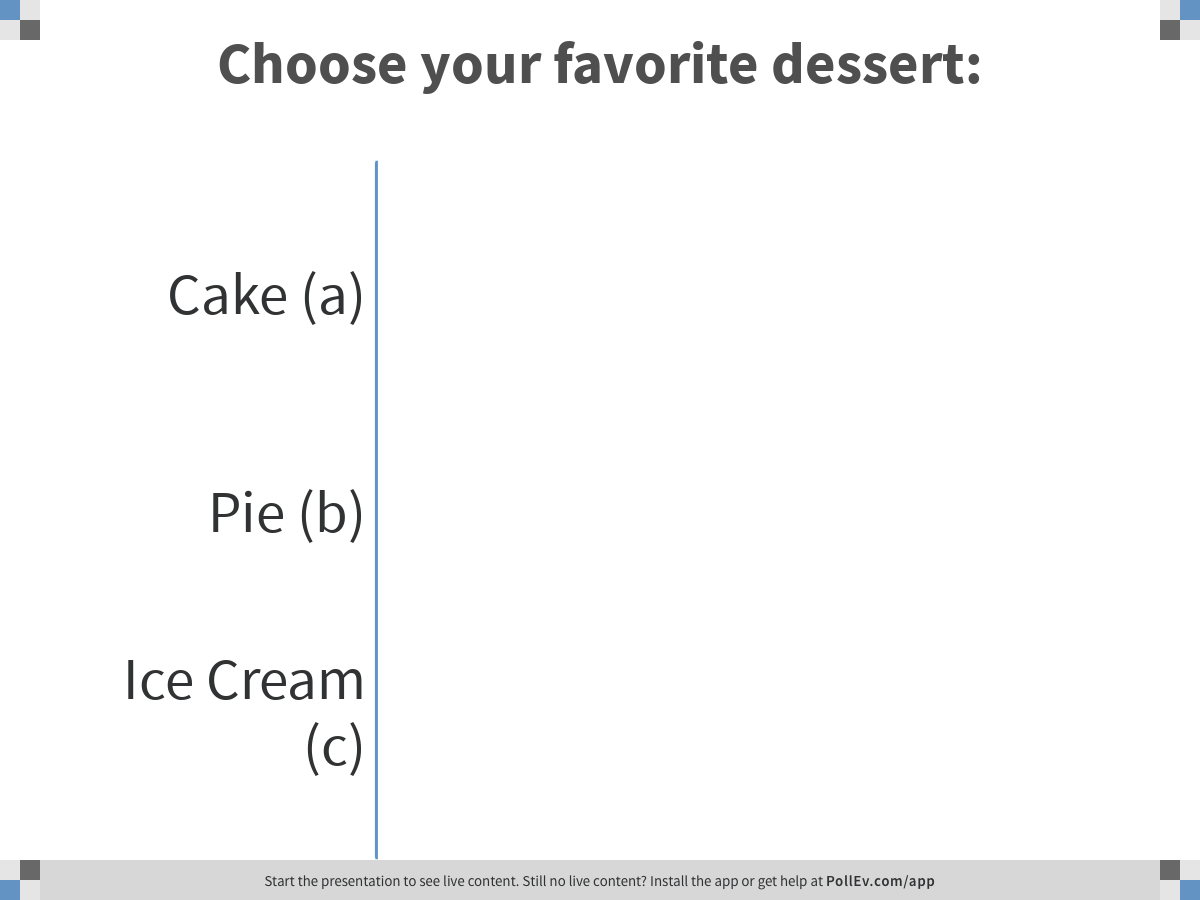 Choose your favorite dessert:
Cake (a)
Pie (b)
Ice Cream
(c)
Start the presentation to see live content. Still no live content? Install the app or get help at PollEv.com/app